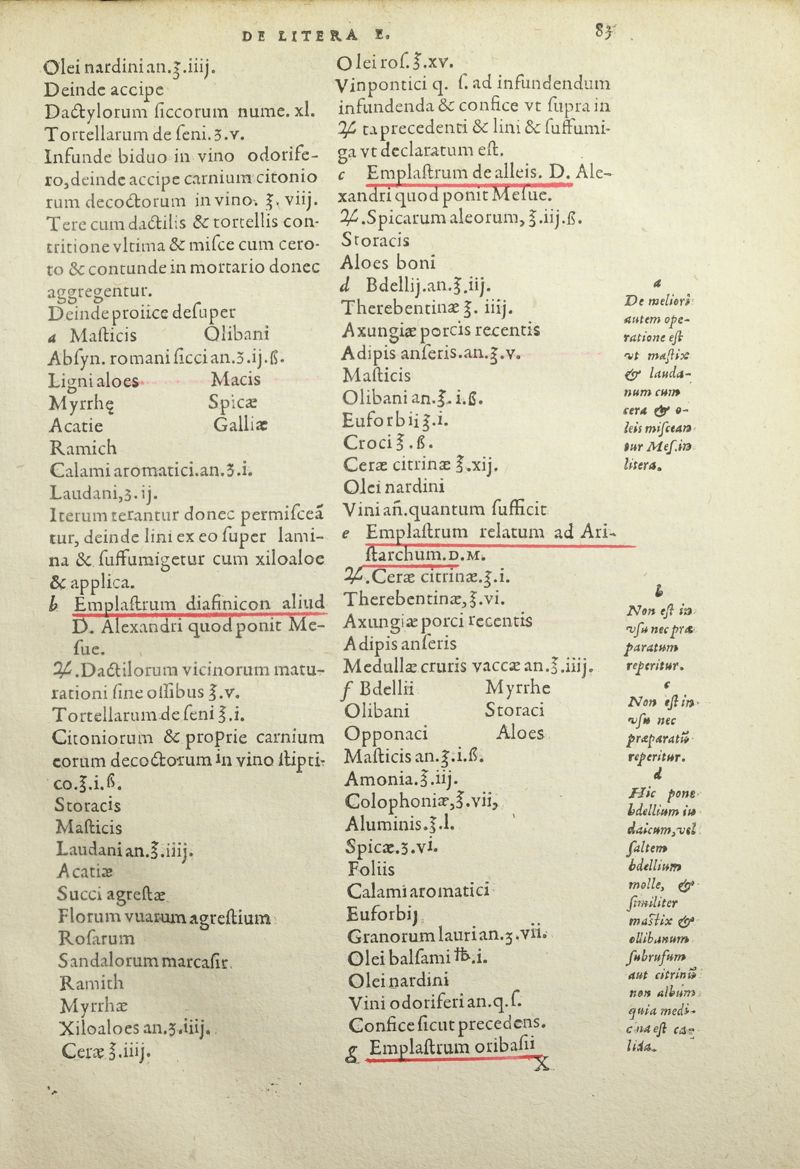 DE LITERA E.
83
Olei nardini an.℥.iiij.
Deinde accipe
Dactylorum ſiccorum nume. xl.
Tortellarum de feni.ʒ.v.
Infunde biduo in vino odorife-
ro,deinde accipe carnium citonio
rum decoctorum in vino. ℥. viij.
Tere cum dactilis & tortellis con-
tritione vltima & miſce cum cero-
to & contunde in mortario donec
aggregentur.
Deinde proiice deſuper
a Maſticis Olibani
Abſyn. romani ſicci an.ʒ.ij.ß.
Ligni aloes Macis
Myrrhę Spicæ
Acatie Galliæ
Ramich
Calami aromatici.an.ʒ.i.
Laudani,ʒ.ij.
Iterum terantur donec permiſceā
tur, deinde lini ex eo ſuper lami-
na & ſuffumigetur cum xiloaloe
& applica.
b Emplaſtrum diafinicon aliud
D. Alexandri quod ponit Me-
ſue.
℞.Dactilorum vicinorum matu-
rationi ſine oſſibus ℥.v.
Tortellarum de feni ℥.i.
Citoniorum & proprie carnium
eorum decoctorum in vino ſtipti-
co.℥.i.ß.
Storacis
Maſticis
Laudani an.℥.iiij.
Acatiæ
Succi agreſtæ
Florum vuarum agreſtium
Roſarum
Sandalorum marcaſir.
Ramich
Myrrhæ
Xiloaloes an.ʒ.iiij.
Ceræ ℥.iiij.
Olei roſ.℥.xv.
Vin pontici q. ſ. ad infundendum
infundenda & confice vt ſupra in
℞ ta precedenti & lini & ſuffumi-
ga vt declaratum eſt.
c Emplaſtrum de alleis. D. Ale-
xandri quod ponit Meſue.
℞.Spicarum aleorum,℥.iij.ß.
Storacis
Aloes boni
d Bdellij.an.℥.iij.
Therebentinæ ℥. iiij.
Axungiæ porcis recentis
Adipis anſeris.an.℥.v.
Maſticis
Olibani an.℥.i.ß.
Euforbii ℥.i.
Croci ℥.ß.
Ceræ citrinæ ℥.xij.
Olei nardini
Vini añ.quantum ſufficit
e Emplaſtrum relatum ad Ari-
ſtarchum.D.M.
℞.Ceræ citrinæ.℥.i.
Therebentinæ,℥.vi.
Axungiæ porci recentis
Adipis anſeris
Medullæ cruris vaccæ an.℥.iiij.
f Bdellii Myrrhe
Olibani Storaci
Opponaci Aloes
Maſticis an.℥.i.ß.
Amonia.℥.iij.
Colophoniæ,℥.vii,
Aluminis.℥.I.
Spicæ.ʒ.vi.
Foliis
Calami aromatici
Euforbij
Granorum lauri an.ʒ.vii.
Olei balſami ℔.i.
Olei nardini
Vini odoriferi an.q.ſ.
Confice ſicut precedens.
g Emplaſtrum oribaſii
X
a
De meliori
autem ope-
ratione eſt
vt maſtix
& lauda-
num cum
cera & o-
leis miſcean
tur Meſ.in
litera.
b
Non eſt in
vſu nec præ
paratum
reperitur.
c
Non eſt in
vſu nec
præparatū
reperitur.
d
Hic pone
bdellium iu
daicum,vel
ſaltem
bdellium
molle, &
ſimiliter
maſtix &
ollibanum
ſubrufum
aut citrinū
non album
quia medi-
cina eſt ca-
lida.